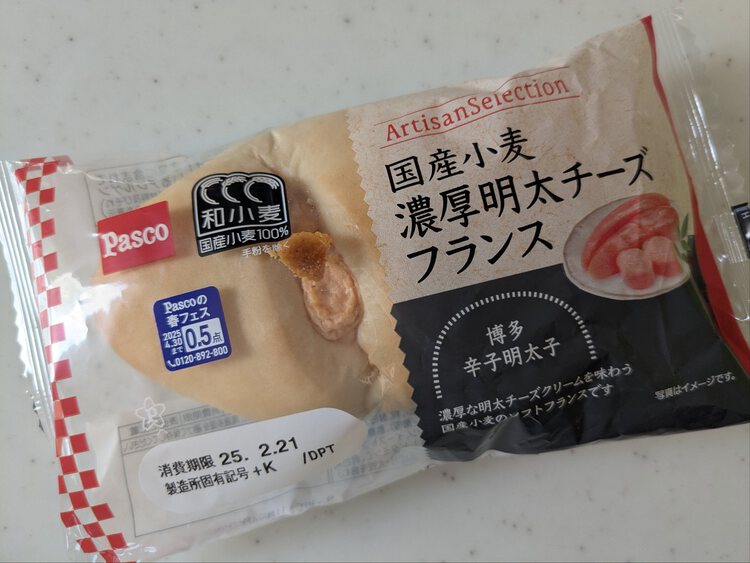 ArtisanSelection
国産小麦
濃厚明太チーズ
フランス
Pasco
和小麦
国産小麦100%
手粉を除く
Pascoの
春フェス
2025
4.30
まで
0.5点
0120-892-800
博多
辛子明太子
濃厚な明太チーズクリームを味わう
国産小麦のソフトフランスです
写真はイメージです。
消費期限 25. 2.21
製造所固有記号 +K /DPT